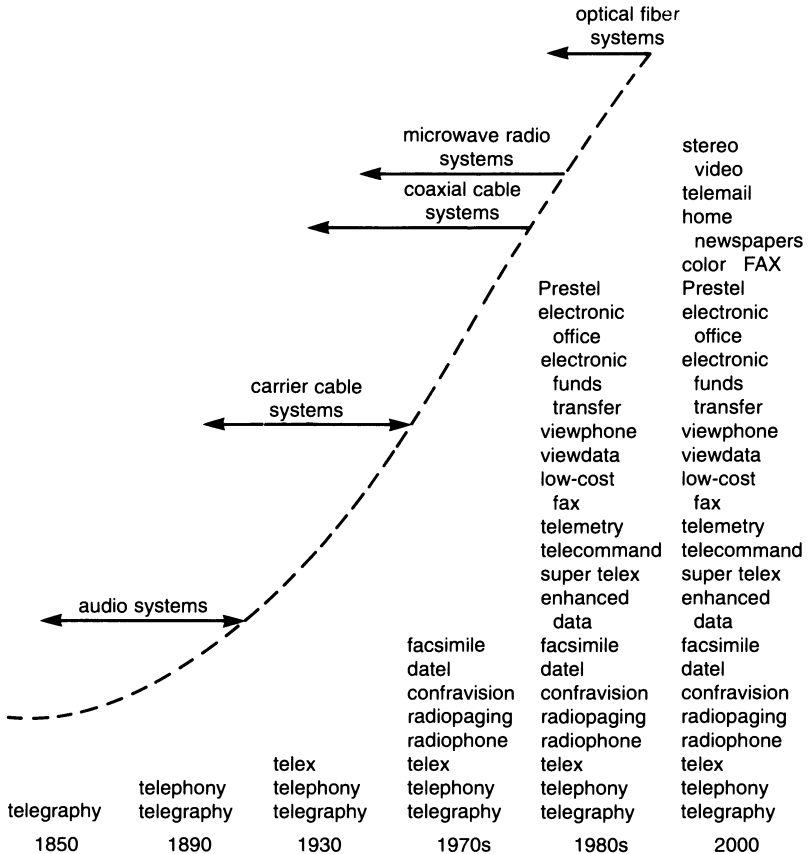 optical fiber
systems
microwave radio
systems
coaxial cable
systems
carrier cable
systems
audio systems
telegraphy
1850
telephony
telegraphy
1890
telex
telephony
telegraphy
1930
facsimile
datel
confravision
radiopaging
radiophone
telex
telephony
telegraphy
1970s
Prestel
electronic
office
electronic
funds
transfer
viewphone
viewdata
low-cost
fax
telemetry
telecommand
super telex
enhanced
data
facsimile
datel
confravision
radiopaging
radiophone
telex
telephony
telegraphy
1980s
stereo
video
telemail
home
newspapers
color FAX
Prestel
electronic
office
electronic
funds
transfer
viewphone
viewdata
low-cost
fax
telemetry
telecommand
super telex
enhanced
data
facsimile
datel
confravision
radiopaging
radiophone
telex
telephony
telegraphy
2000